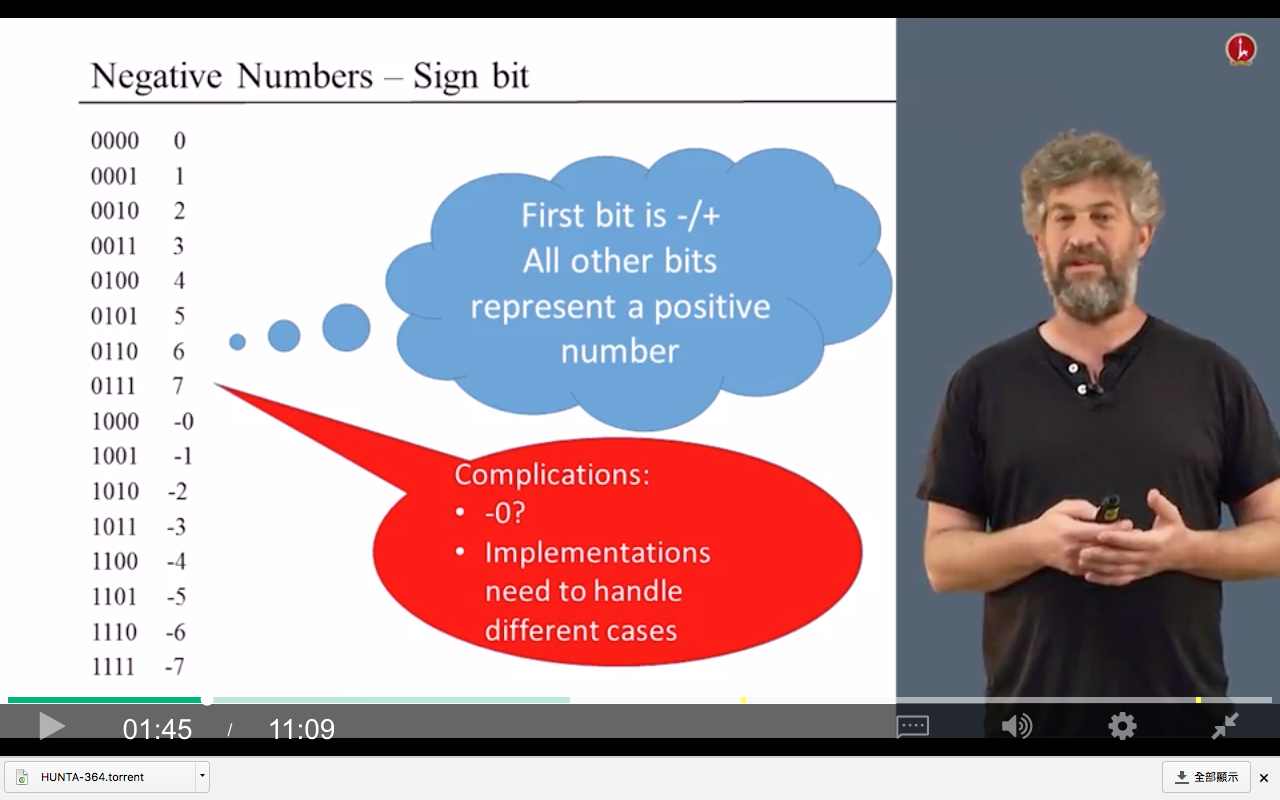 Negative Numbers – Sign bit
0000 0
0001 1
0010 2
0011 3
0100 4
0101 5
0110 6
0111 7
1000 -0
1001 -1
1010 -2
1011 -3
1100 -4
1101 -5
1110 -6
1111 -7
First bit is -/+
All other bits
represent a positive
number
Complications:
• -0?
• Implementations
need to handle
different cases
01:45 / 11:09
HUNTA-364.torrent
全部顯示